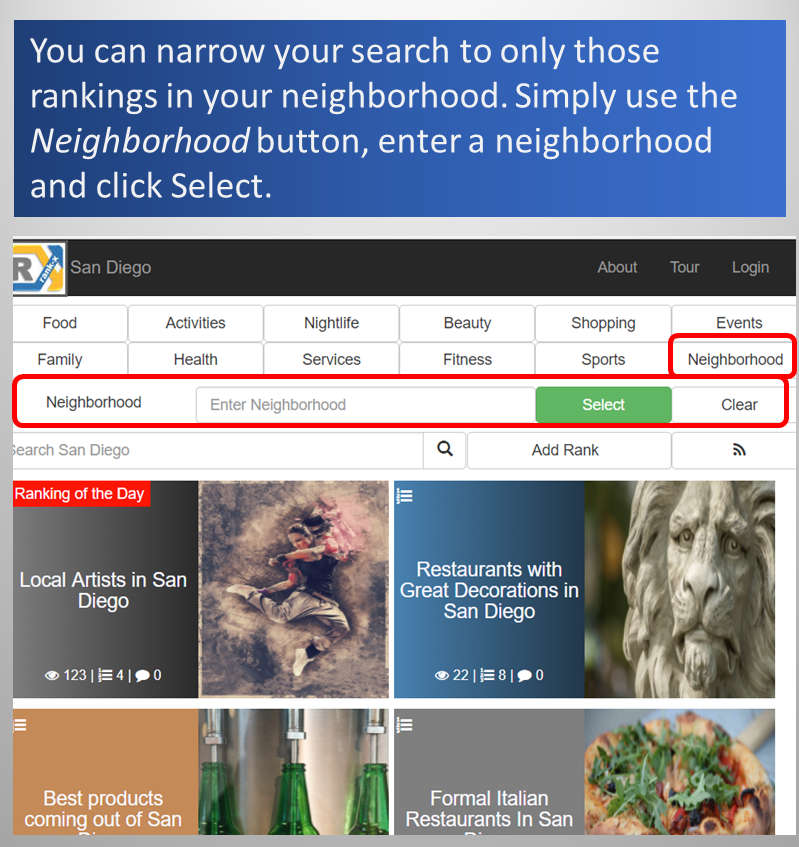 You can narrow your search to only those
rankings in your neighborhood. Simply use the
Neighborhood button, enter a neighborhood
and click Select.
R rank-x San Diego About Tour Login
Food Activities Nightlife Beauty Shopping Events
Family Health Services Fitness Sports Neighborhood
Neighborhood Enter Neighborhood Select Clear
earch San Diego Add Rank
Ranking of the Day
Local Artists in San
Diego
123 | 4 | 0
Restaurants with
Great Decorations in
San Diego
22 | 8 | 0
Best products
coming out of San
Formal Italian
Restaurants In San